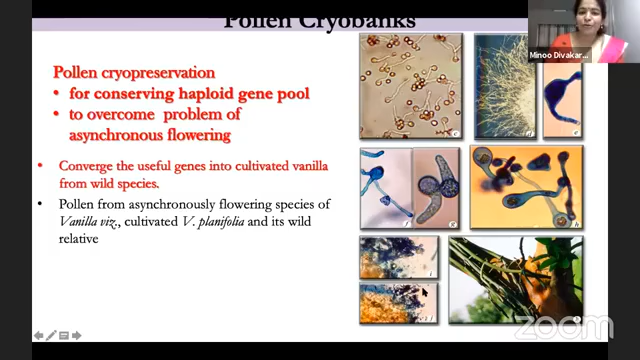 Pollen Cryobanks
Minoo Divakar...
Pollen cryopreservation
• for conserving haploid gene pool
• to overcome problem of
asynchronous flowering
• Converge the useful genes into cultivated vanilla
from wild species.
• Pollen from asynchronously flowering species of
Vanilla viz., cultivated V. planifolia and its wild
relative
c
d
e
f
g
h
i
zoom